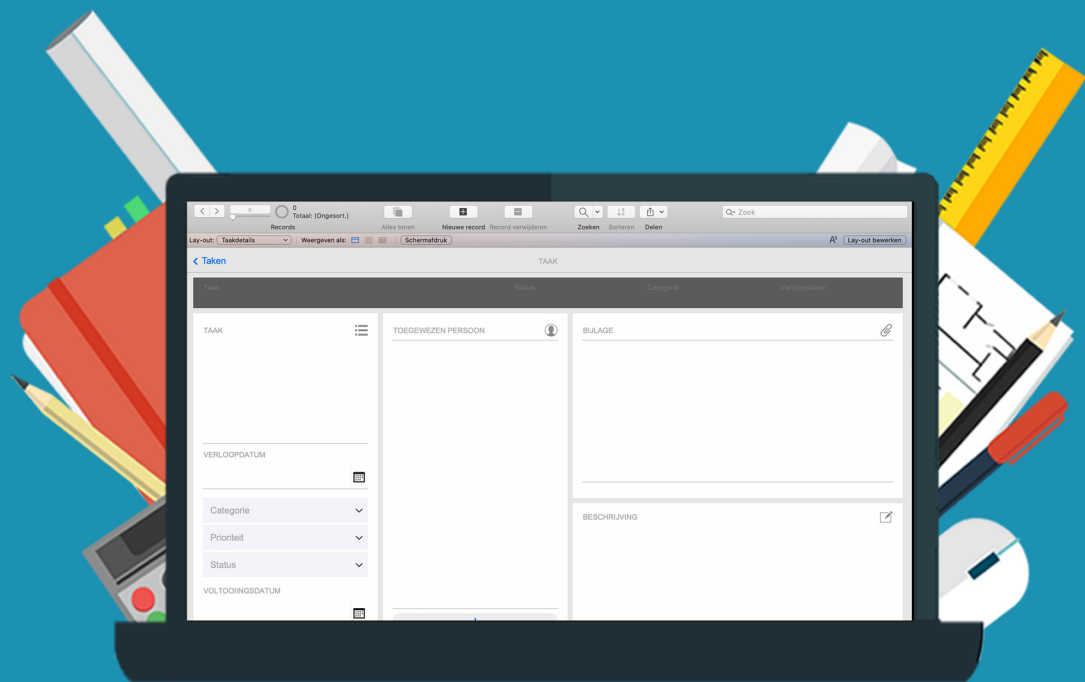 0
Totaal: (Ongesort.)
Records
Alles tonen
Nieuwe record
Record verwijderen
Zoeken
Sorteren
Delen
Zoek
Lay-out: Taakdetails
Weergeven als:
Schermafdruk
Lay-out bewerken
Taken
TAAK
Taak
Status
Categorie
Verloopdatum
TAAK
TOEGEWEZEN PERSOON
BIJLAGE
VERLOOPDATUM
Categorie
BESCHRIJVING
Prioriteit
Status
VOLTOOIINGSDATUM